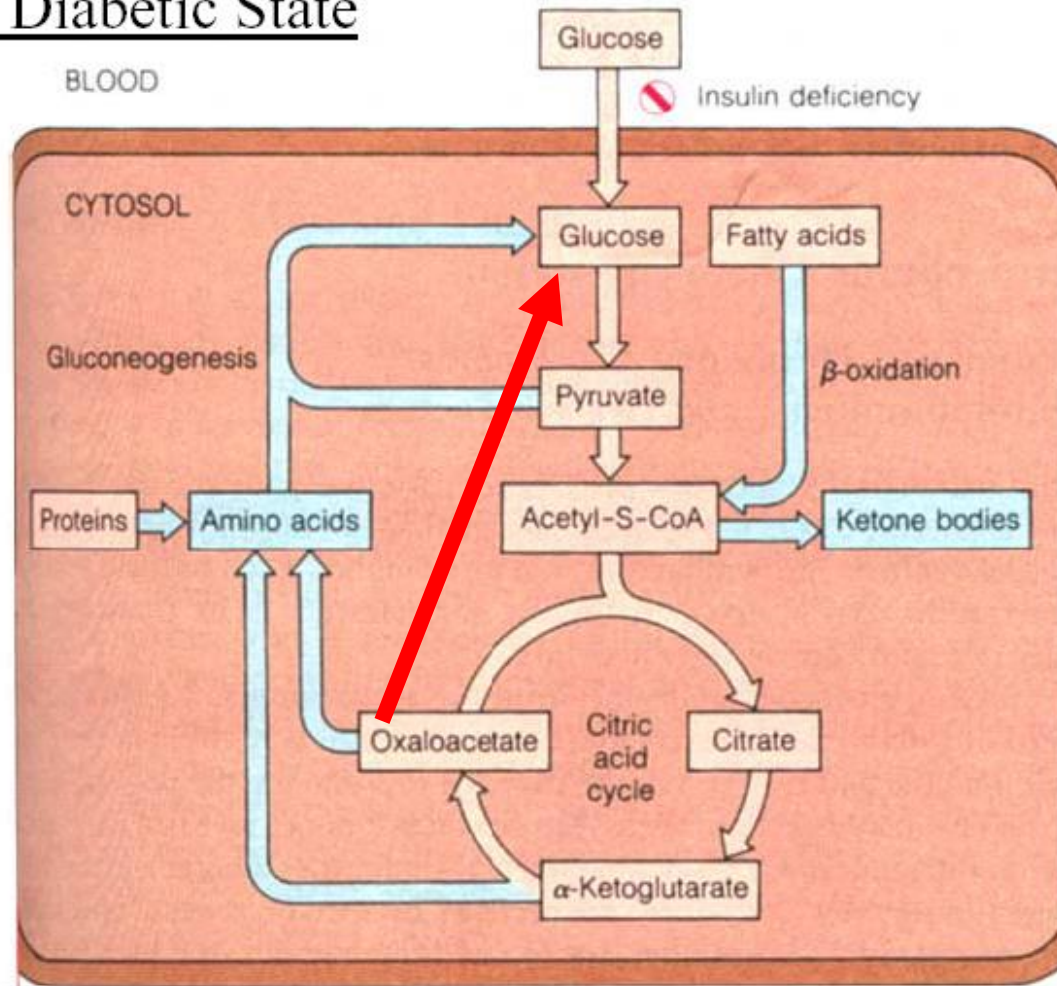 Diabetic State
Glucose
BLOOD
Insulin deficiency
CYTOSOL
Glucose
Fatty acids
Gluconeogenesis
β-oxidation
Pyruvate
Proteins
Amino acids
Acetyl-S-CoA
Ketone bodies
Oxaloacetate
Citric
acid
cycle
Citrate
α-Ketoglutarate